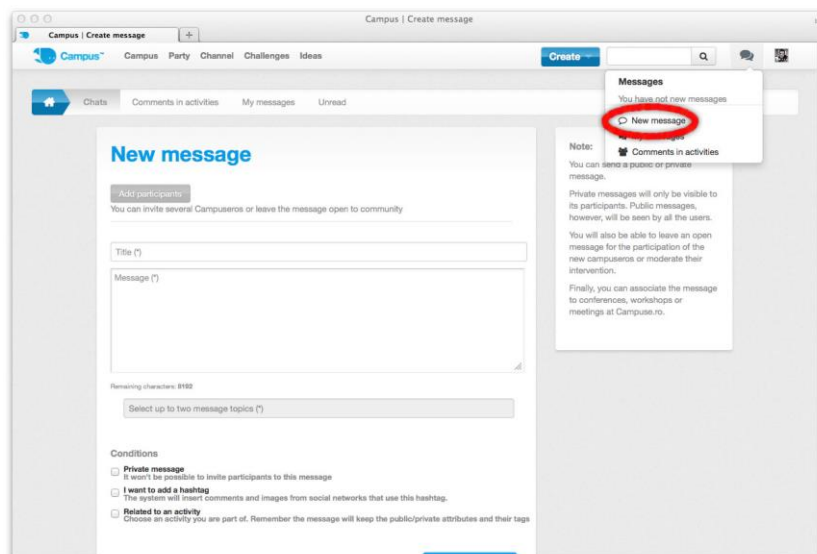 Campus | Create message
Campus | Create message
Campus
Campus Party Channel Challenges Ideas
Create
Messages
You have not new messages
New message
Comments in activities
Chats Comments in activities My messages Unread
New message
Add participants
You can invite several Campuseros or leave the message open to community
Title (*)
Message (*)
Remaining characters: 8192
Select up to two message topics (*)
Conditions
Private message
It won't be possible to invite participants to this message
I want to add a hashtag
The system will insert comments and images from social networks that use this hashtag.
Related to an activity
Choose an activity you are part of. Remember the message will keep the public/private attributes and their tags
Note:
You can send a public or private
message.
Private messages will only be visible to
its participants. Public messages,
however, will be seen by all the users.
You will also be able to leave an open
message for the participation of the
new campuseros or moderate their
intervention.
Finally, you can associate the message
to conferences, workshops or
meetings at Campuse.ro.